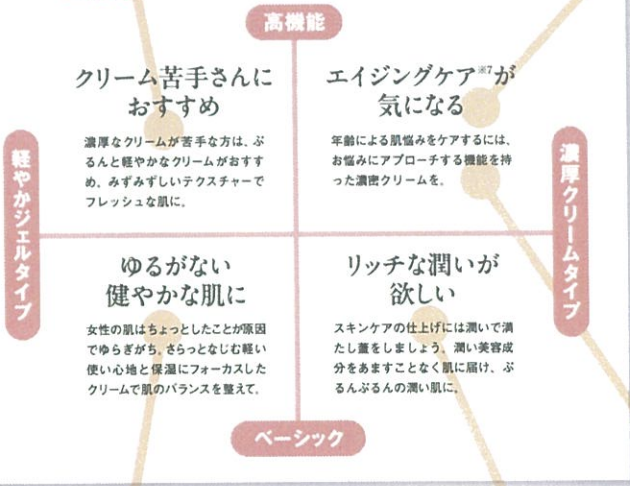 高機能
クリーム苦手さんに
おすすめ
濃厚なクリームが苦手な方は、ぷ
るんと軽やかなクリームがおすす
め。みずみずしいテクスチャーで
フレッシュな肌に。
エイジングケア※7が
気になる
年齢による肌悩みをケアするには、
お悩みにアプローチする機能を持
った濃密クリームを。
軽やかジェルタイプ
濃厚クリームタイプ
ゆるがない
健やかな肌に
女性の肌はちょっとしたことが原因
でゆらぎがち。さらっとなじむ軽い
使い心地と保湿にフォーカスした
クリームで肌のバランスを整えて。
リッチな潤いが
欲しい
スキンケアの仕上げには潤いで満
たし蓋をしましょう。潤い美容成
分をあますことなく肌に届け、ぷ
るんぷるんの潤い肌に。
ベーシック